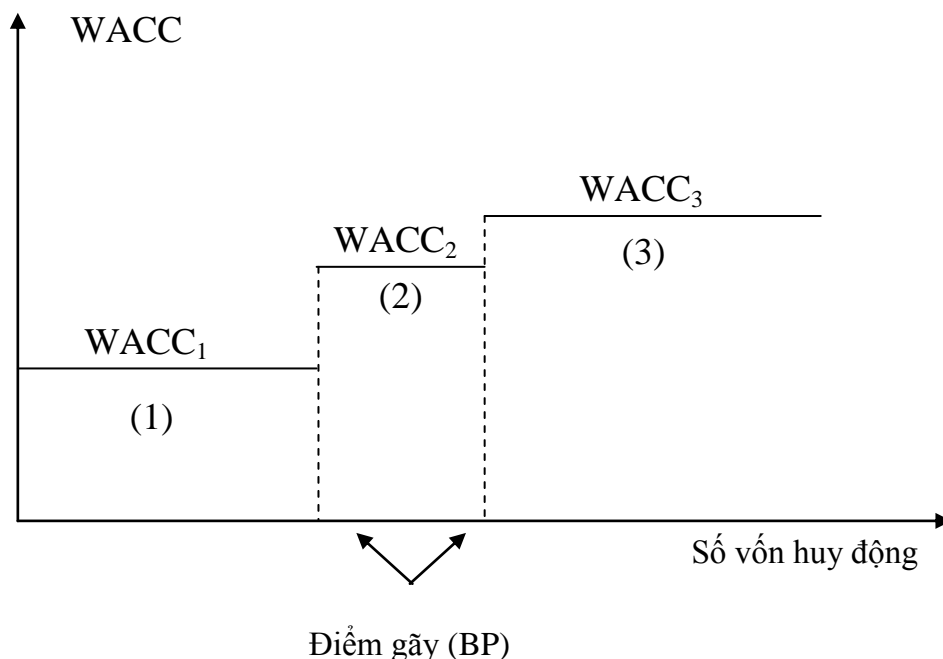 WACC
WACC₃
WACC₂
(3)
(2)
WACC₁
(1)
Số vốn huy động
Điểm gãy (BP)